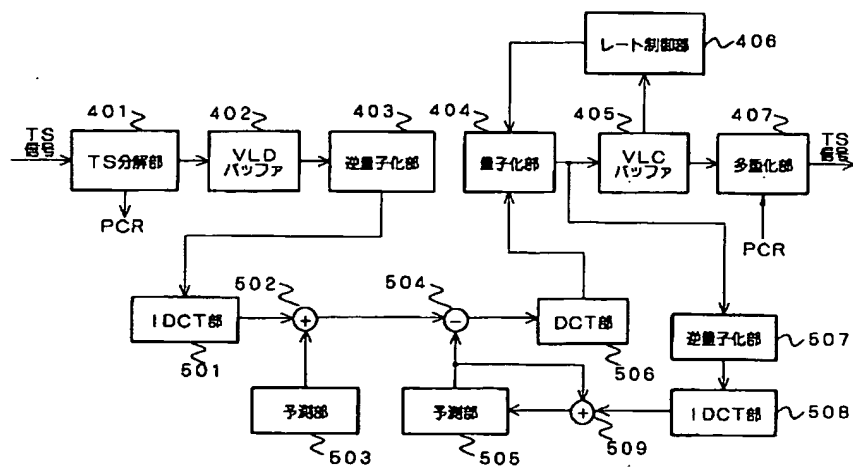 レート制御部
406
401
402
403
404
405
407
TS
信号
TS分解部
VLD
バッファ
逆量子化部
量子化部
VLC
バッファ
多重化部
TS
信号
PCR
PCR
502
504
IDCT部
+
−
DCT部
逆量子化部
507
501
506
予測部
予測部
+
IDCT部
508
503
505
509